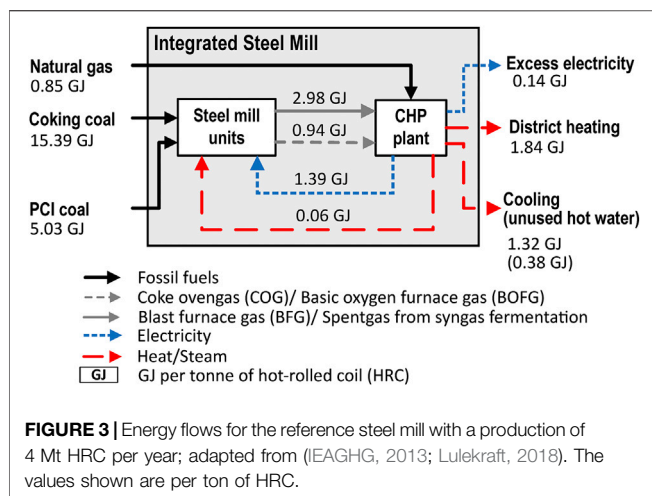 Integrated Steel Mill
Natural gas
0.85 GJ
Coking coal
15.39 GJ
PCI coal
5.03 GJ
Steel mill
units
2.98 GJ
0.94 GJ
CHP
plant
1.39 GJ
0.06 GJ
Excess electricity
0.14 GJ
District heating
1.84 GJ
Cooling
(unused hot water)
1.32 GJ
(0.38 GJ)
Fossil fuels
Coke ovengas (COG)/ Basic oxygen furnace gas (BOFG)
Blast furnace gas (BFG)/ Spentgas from syngas fermentation
Electricity
Heat/Steam
GJ GJ per tonne of hot-rolled coil (HRC)
FIGURE 3 | Energy flows for the reference steel mill with a production of
4 Mt HRC per year; adapted from (IEAGHG, 2013; Lulekraft, 2018). The
values shown are per ton of HRC.